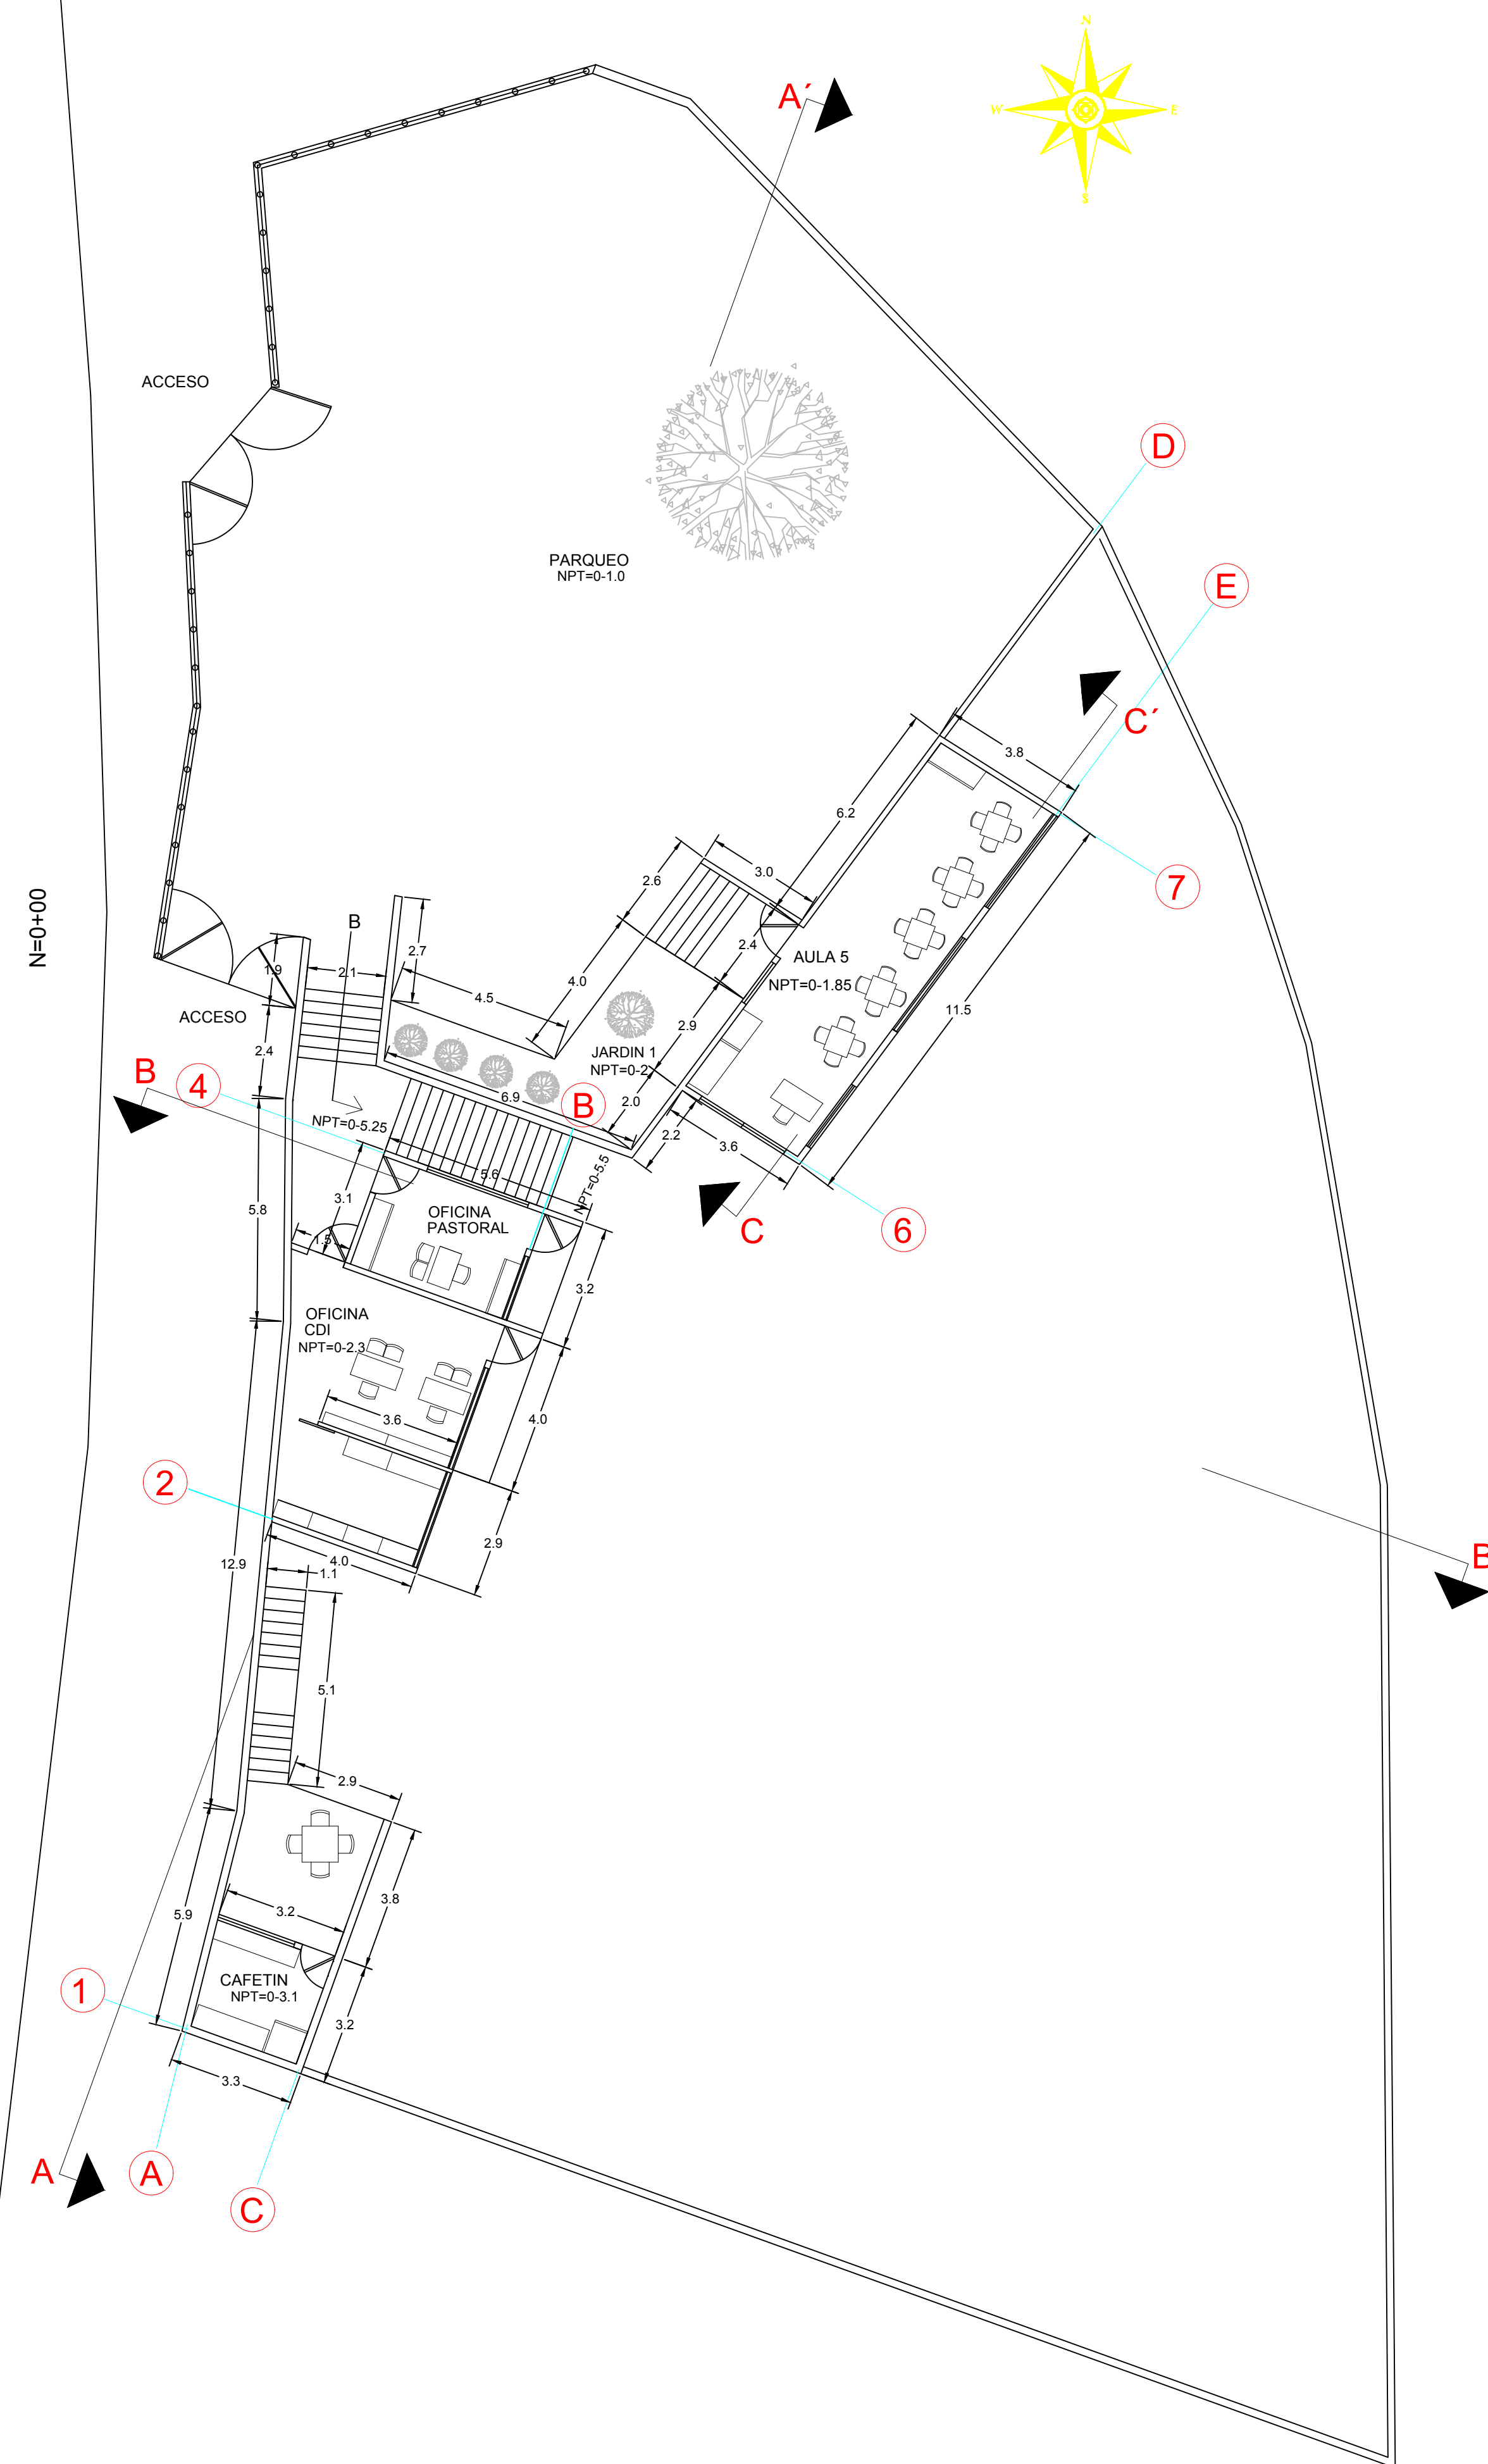 N
W
E
S
A´
ACCESO
D
PARQUEO
NPT=0-1.0
E
C´
3.8
6.2
7
3.0
2.6
N=0+00
B
2.7
2.4
AULA 5
1.9
2.1
NPT=0-1.85
4.0
4.5
11.5
ACCESO
2.9
2.4
JARDIN 1
NPT=0-2
B
4
6.9
B
2.0
NPT=0-5.25
2.2
3.6
5.6
NPT=0-5.5
3.1
5.8
OFICINA
PASTORAL
C
6
1.5
3.2
OFICINA
CDI
NPT=0-2.3
3.6
4.0
2
2.9
B
4.0
12.9
1.1
5.1
2.9
3.8
3.2
5.9
CAFETIN
NPT=0-3.1
1
3.2
3.3
A
A
C